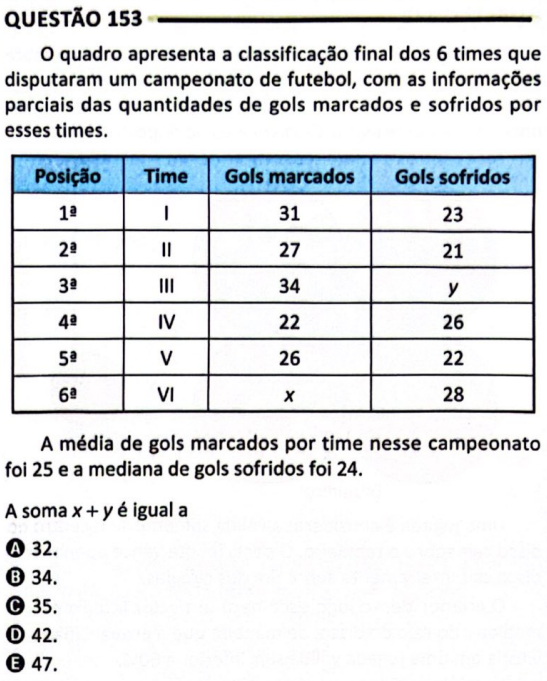 QUESTÃO 153
O quadro apresenta a classificação final dos 6 times que
disputaram um campeonato de futebol, com as informações
parciais das quantidades de gols marcados e sofridos por
esses times.
Posição Time Gols marcados Gols sofridos
1ª I 31 23
2ª II 27 21
3ª III 34 y
4ª IV 22 26
5ª V 26 22
6ª VI x 28
A média de gols marcados por time nesse campeonato
foi 25 e a mediana de gols sofridos foi 24.
A soma x + y é igual a
A 32.
B 34.
C 35.
D 42.
E 47.